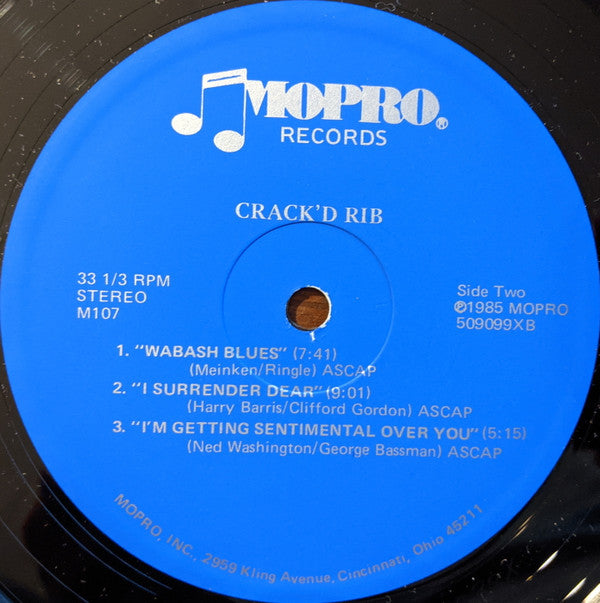 MOPRO®
RECORDS
CRACK'D RIB
33 1/3 RPM
STEREO
M107
Side Two
℗1985 MOPRO
509099XB
1. "WABASH BLUES" (7:41)
(Meinken/Ringle) ASCAP
2. "I SURRENDER DEAR" (9:01)
(Harry Barris/Clifford Gordon) ASCAP
3. "I'M GETTING SENTIMENTAL OVER YOU" (5:15)
(Ned Washington/George Bassman) ASCAP
MOPRO, INC., 2959 Kling Avenue, Cincinnati, Ohio 45211